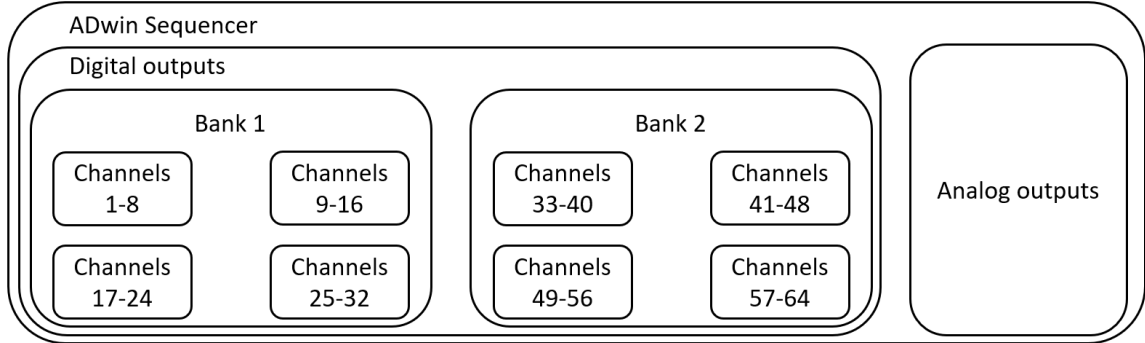 ADwin Sequencer
Digital outputs
Bank 1
Channels
1-8
Channels
9-16
Channels
17-24
Channels
25-32
Bank 2
Channels
33-40
Channels
41-48
Channels
49-56
Channels
57-64
Analog outputs